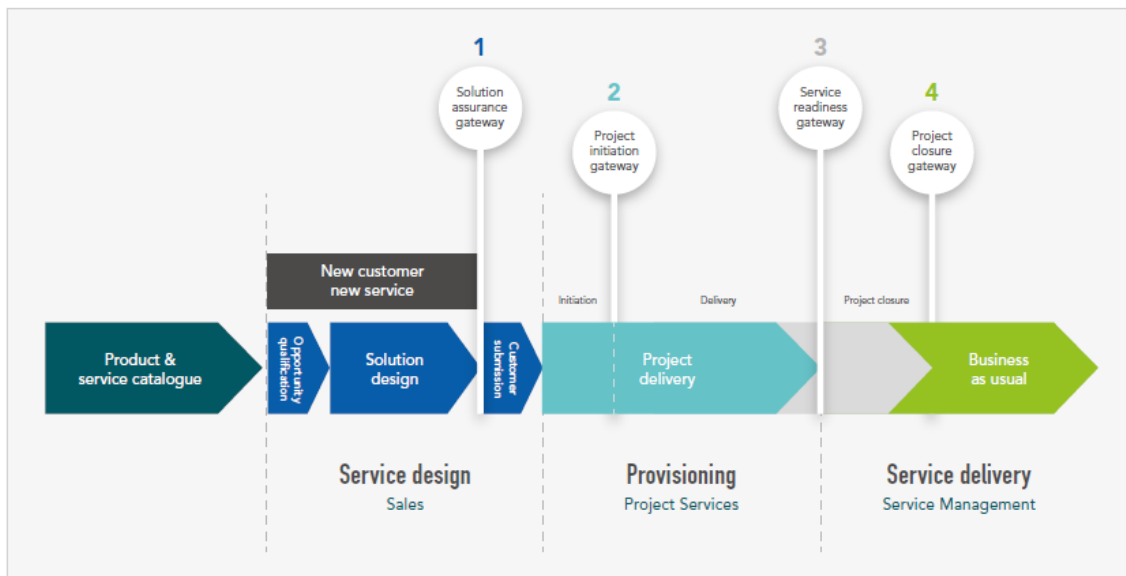 1
Solution
assurance
gateway
2
Project
initiation
gateway
3
Service
readiness
gateway
4
Project
closure
gateway
New customer
new service
Initiation
Delivery
Project closure
Product &
service catalogue
Opportunity
qualification
Solution
design
Customer
submission
Project
delivery
Business
as usual
Service design
Sales
Provisioning
Project Services
Service delivery
Service Management